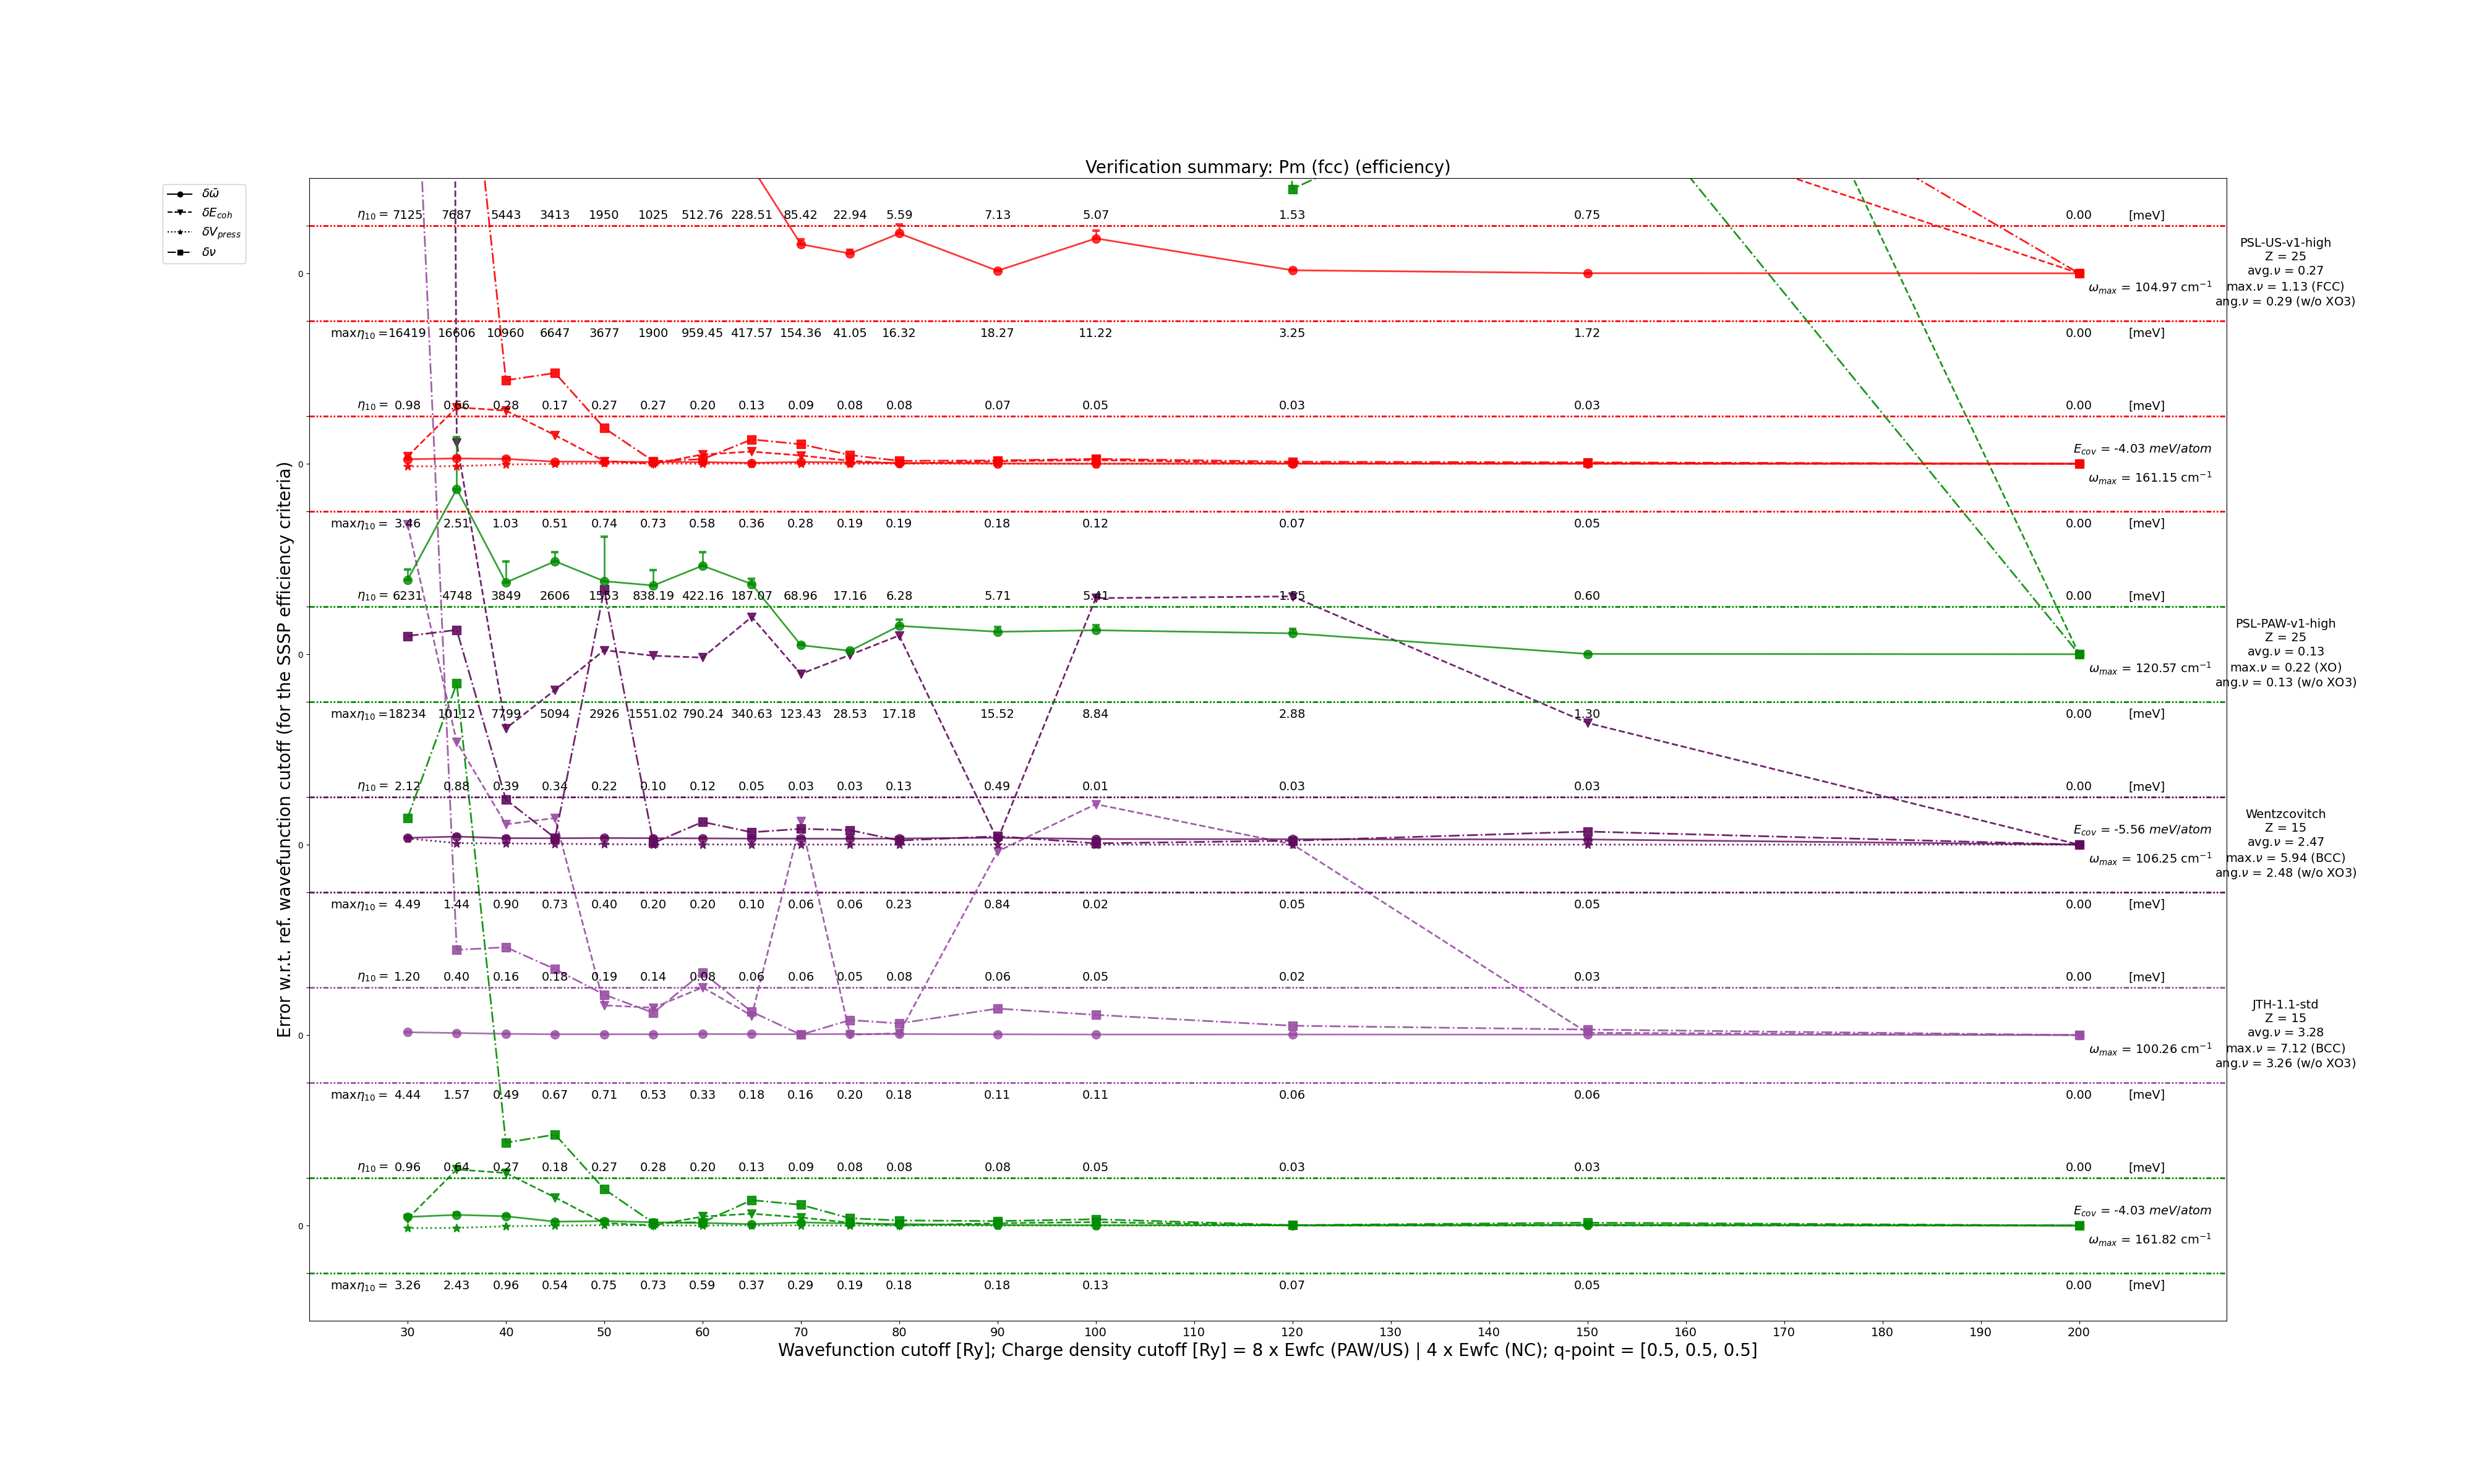 Verification summary: Pm (fcc) (efficiency)
δω̄
δE_coh
δV_press
δν
η₁₀ = 7125 7687 5443 3413 1950 1025 512.76 228.51 85.42 22.94 5.59 7.13 5.07 1.53 0.75 0.00 [meV]
PSL-US-v1-high
Z = 25
0
avg.ν = 0.27
ω_max = 104.97 cm⁻¹
max.ν = 1.13 (FCC)
ang.ν = 0.29 (w/o XO3)
maxη₁₀ = 16419 16606 10960 6647 3677 1900 959.45 417.57 154.36 41.05 16.32 18.27 11.22 3.25 1.72 0.00 [meV]
η₁₀ = 0.98 0.66 0.28 0.17 0.27 0.27 0.20 0.13 0.09 0.08 0.08 0.07 0.05 0.03 0.03 0.00 [meV]
E_cov = -4.03 meV/atom
0
ω_max = 161.15 cm⁻¹
maxη₁₀ = 3.46 2.51 1.03 0.51 0.74 0.73 0.58 0.36 0.28 0.19 0.19 0.18 0.12 0.07 0.05 0.00 [meV]
η₁₀ = 6231 4748 3849 2606 1553 838.19 422.16 187.07 68.96 17.16 6.28 5.71 5.41 0.60 0.00 [meV]
PSL-PAW-v1-high
Z = 25
0
avg.ν = 0.13
ω_max = 120.57 cm⁻¹
max.ν = 0.22 (XO)
ang.ν = 0.13 (w/o XO3)
maxη₁₀ = 18234 10112 7799 5094 2926 1551.02 790.24 340.63 123.43 28.53 17.18 15.52 8.84 2.88 1.30 0.00 [meV]
η₁₀ = 2.12 0.88 0.39 0.34 0.22 0.10 0.12 0.05 0.03 0.03 0.13 0.49 0.01 0.03 0.03 0.00 [meV]
Wentzcovitch
Z = 15
E_cov = -5.56 meV/atom
0
avg.ν = 2.47
ω_max = 106.25 cm⁻¹
max.ν = 5.94 (BCC)
ang.ν = 2.48 (w/o XO3)
maxη₁₀ = 4.49 1.44 0.90 0.73 0.40 0.20 0.20 0.10 0.06 0.06 0.23 0.84 0.02 0.05 0.05 0.00 [meV]
η₁₀ = 1.20 0.40 0.16 0.18 0.19 0.14 0.08 0.06 0.06 0.05 0.08 0.06 0.05 0.02 0.03 0.00 [meV]
JTH-1.1-std
Z = 15
0
avg.ν = 3.28
ω_max = 100.26 cm⁻¹
max.ν = 7.12 (BCC)
ang.ν = 3.26 (w/o XO3)
maxη₁₀ = 4.44 1.57 0.49 0.67 0.71 0.53 0.33 0.18 0.16 0.20 0.18 0.11 0.11 0.06 0.06 0.00 [meV]
η₁₀ = 0.96 0.64 0.27 0.18 0.27 0.28 0.20 0.13 0.09 0.08 0.08 0.08 0.05 0.03 0.03 0.00 [meV]
E_cov = -4.03 meV/atom
0
ω_max = 161.82 cm⁻¹
maxη₁₀ = 3.26 2.43 0.96 0.54 0.75 0.73 0.59 0.37 0.29 0.19 0.18 0.18 0.13 0.07 0.05 0.00 [meV]
30 40 50 60 70 80 90 100 110 120 130 140 150 160 170 180 190 200
Wavefunction cutoff [Ry]; Charge density cutoff [Ry] = 8 x Ewfc (PAW/US) | 4 x Ewfc (NC); q-point = [0.5, 0.5, 0.5]
Error w.r.t. ref. wavefunction cutoff (for the SSSP efficiency criteria)